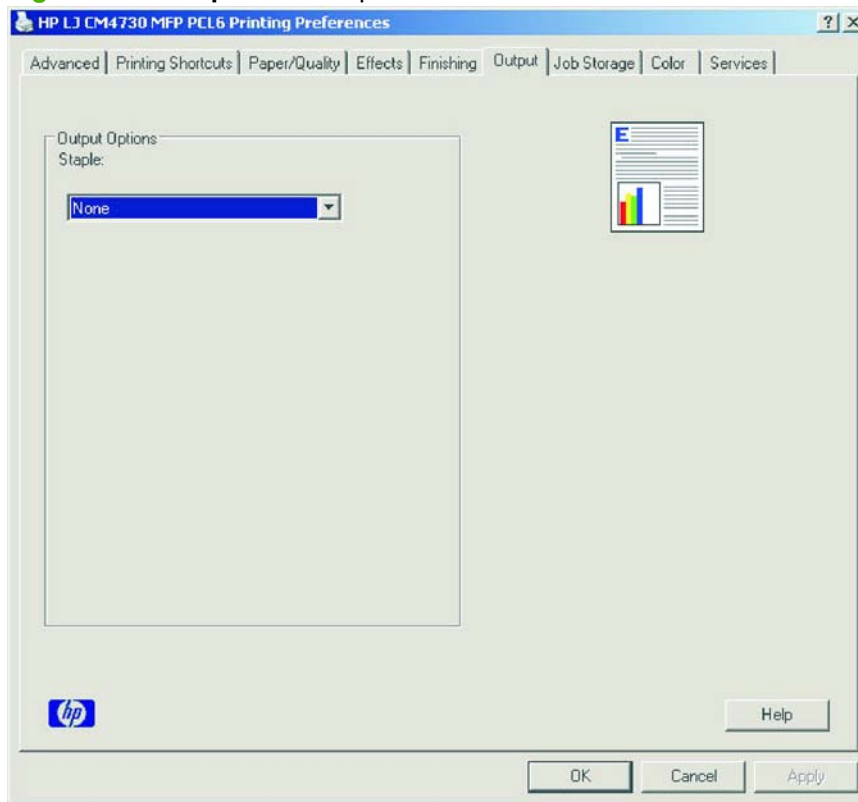 HP LJ CM4730 MFP PCL6 Printing Preferences ? X
Advanced Printing Shortcuts Paper/Quality Effects Finishing Output Job Storage Color Services
Output Options
Staple:
None
E
hp
Help
OK Cancel Apply